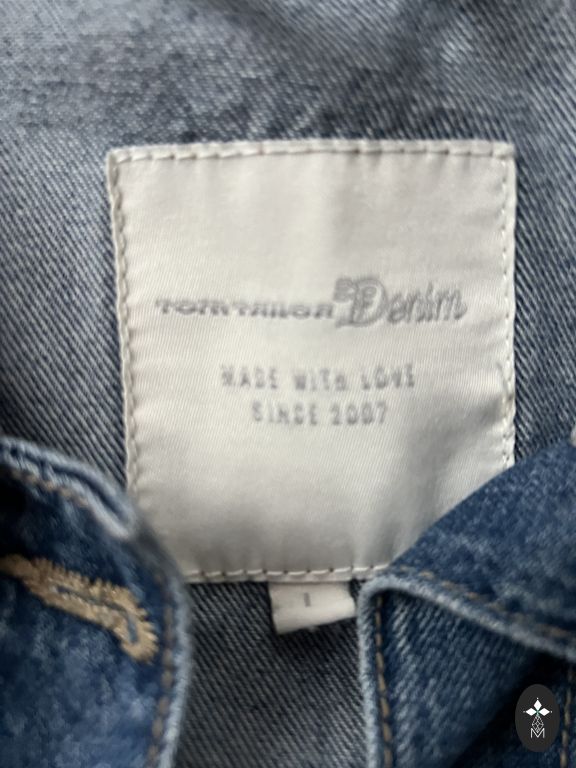 TOM TAILOR Denim
MADE WITH LOVE
SINCE 2007
M